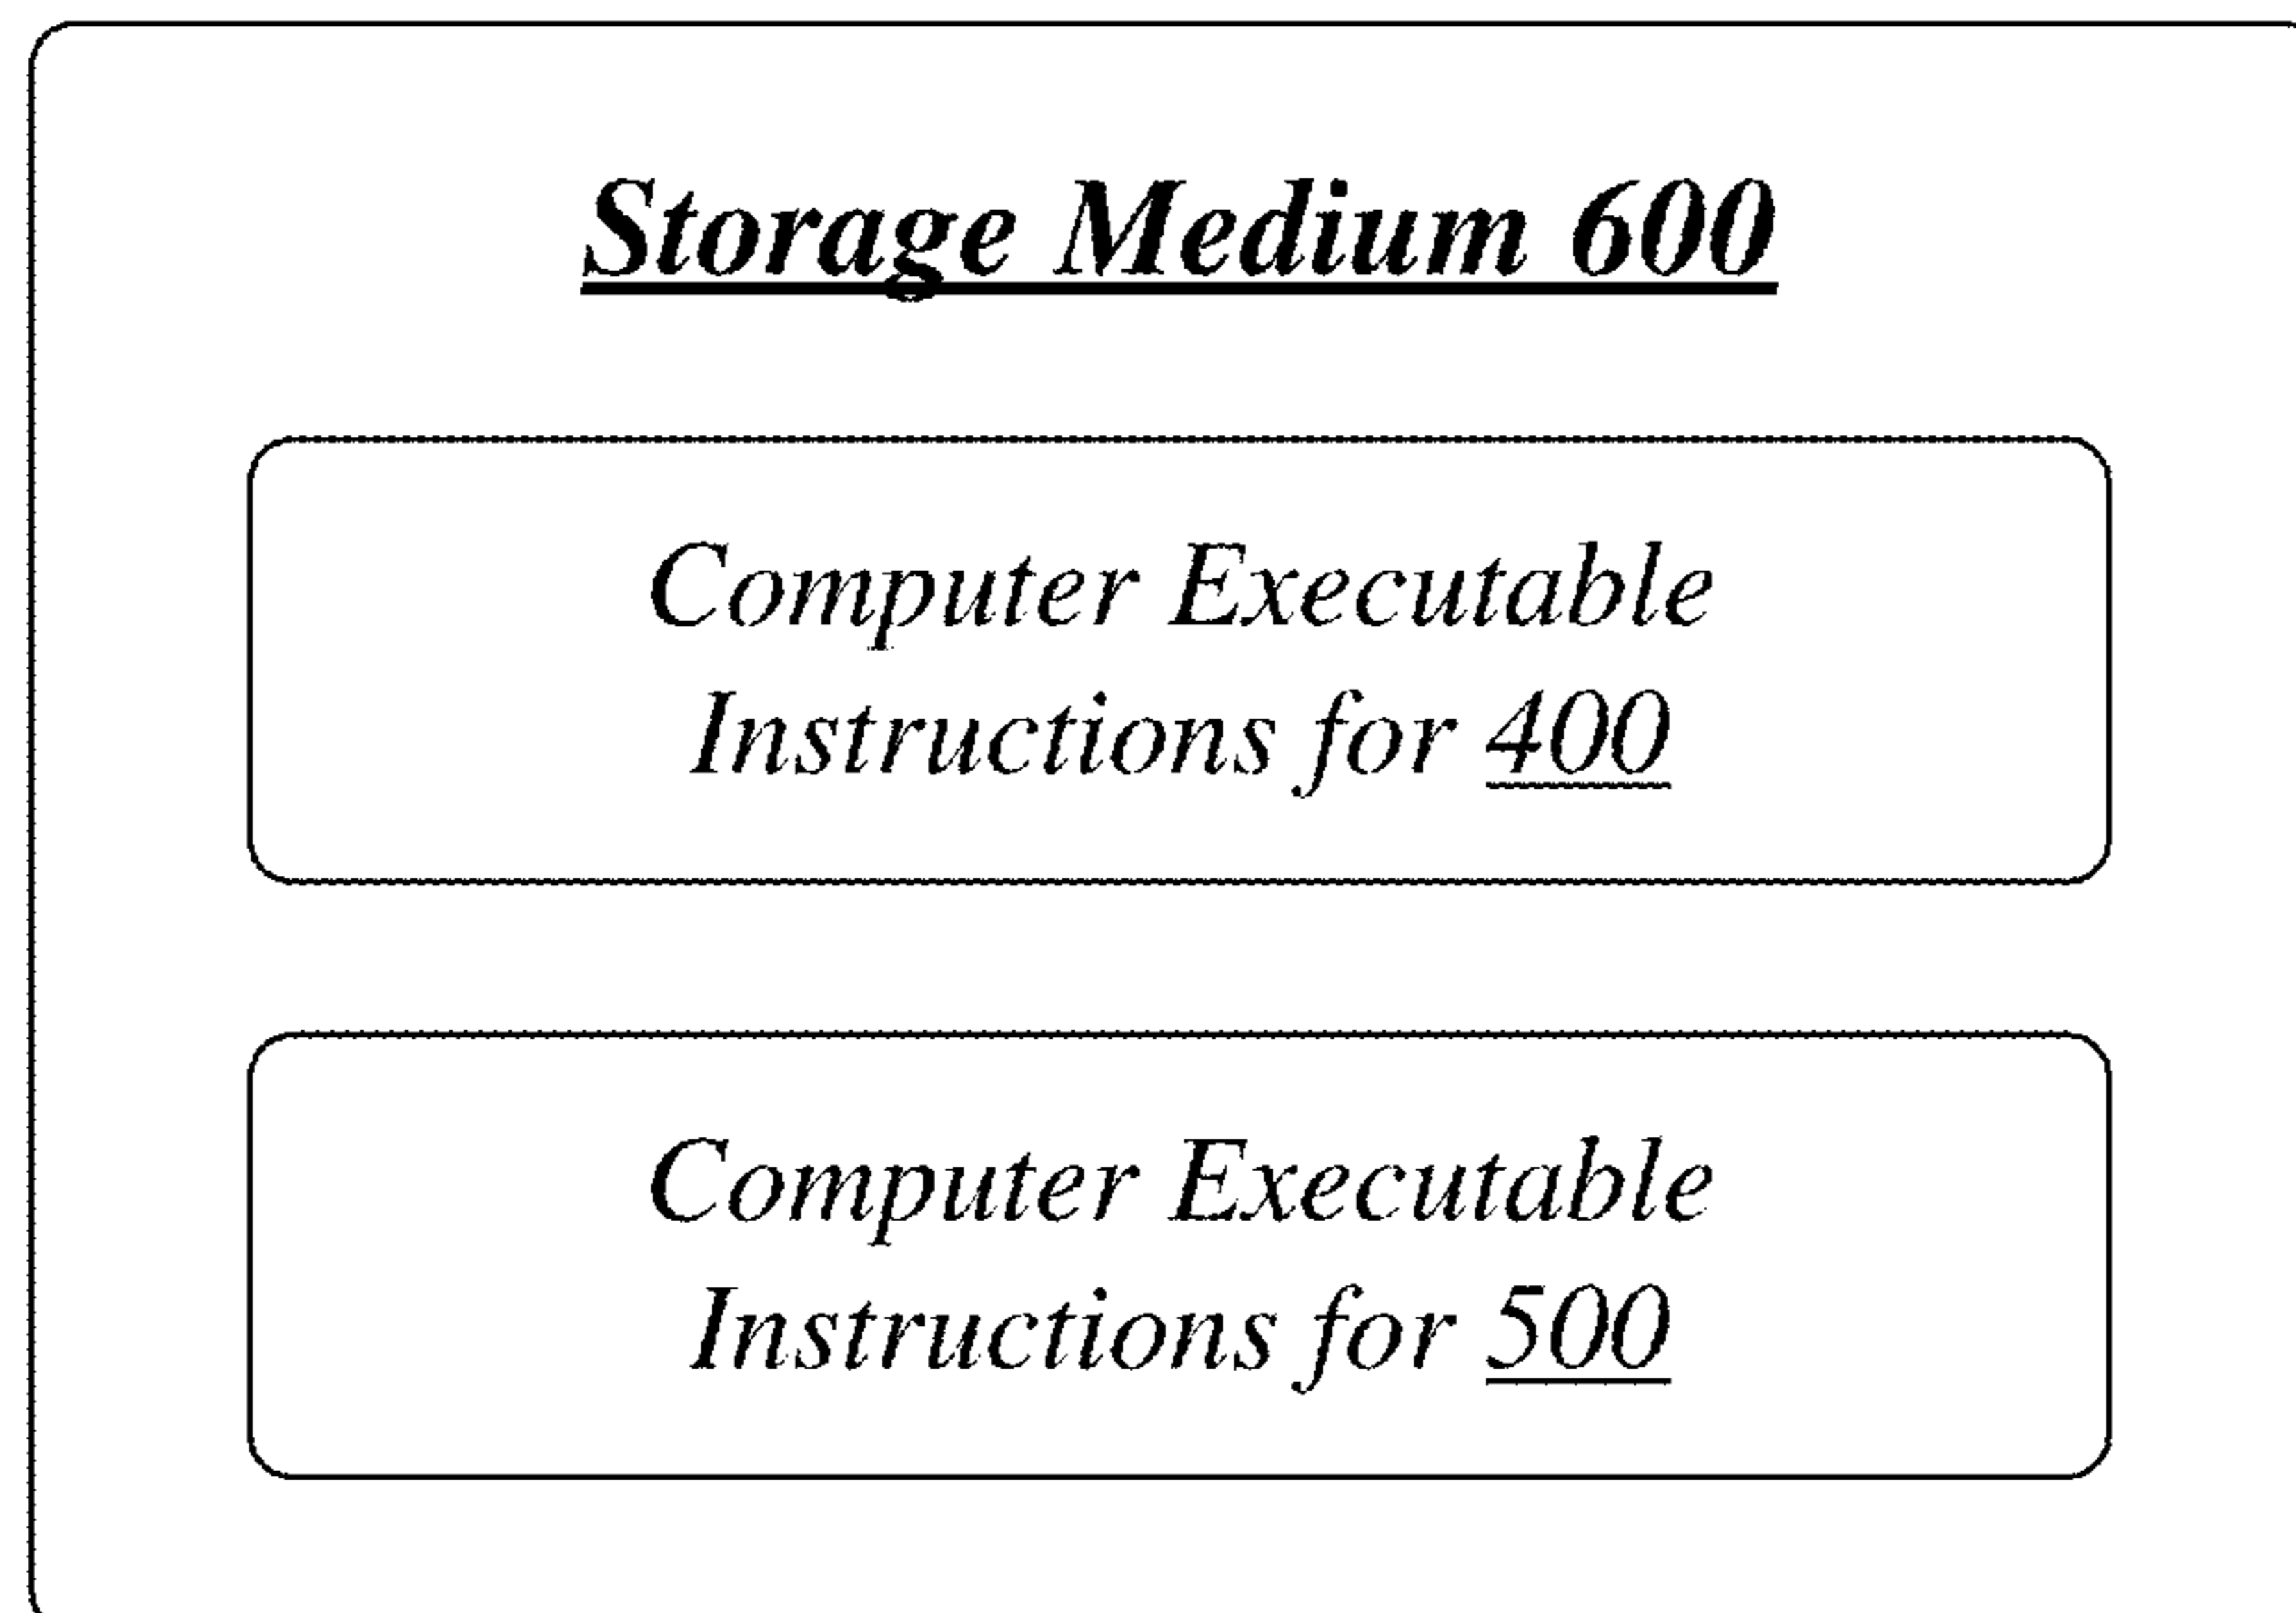 Storage Medium 600
Computer Executable
Instructions for 400
Computer Executable
Instructions for 500